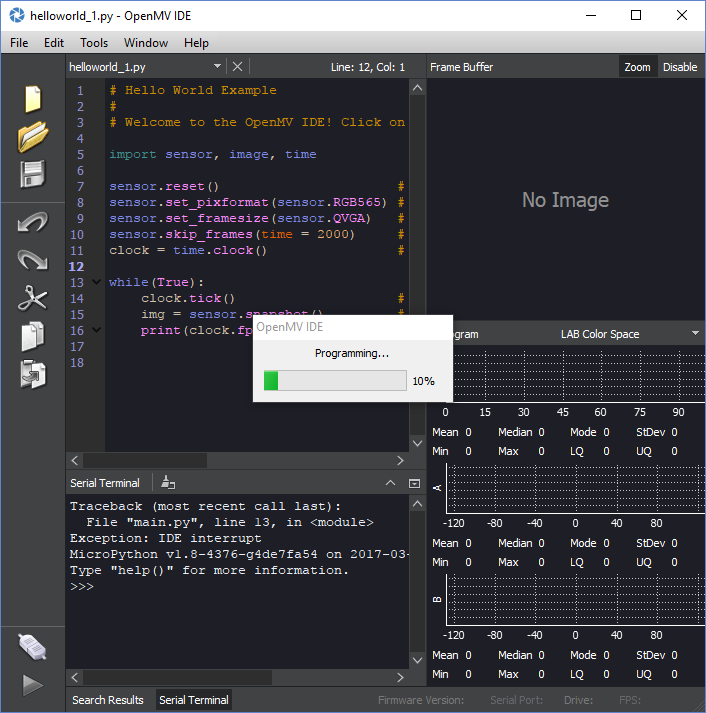 helloworld_1.py - OpenMV IDE
File Edit Tools Window Help
helloworld_1.py Line: 12, Col: 1
1 # Hello World Example
2 #
3 # Welcome to the OpenMV IDE! Click on
4
5 import sensor, image, time
6
7 sensor.reset() #
8 sensor.set_pixformat(sensor.RGB565) #
9 sensor.set_framesize(sensor.QVGA) #
10 sensor.skip_frames(time = 2000) #
11 clock = time.clock() #
12
13 while(True):
14 clock.tick() #
15 img = sensor.snapshot() #
16 print(clock.fp
17
18
Frame Buffer Zoom Disable
No Image
OpenMV IDE
Programming...
10%
ogram LAB Color Space
0 15 30 45 60 75 90
Mean 0 Median 0 Mode 0 StDev 0
Min 0 Max 0 LQ 0 UQ 0
A
-120 -80 -40 0 40 80
Mean 0 Median 0 Mode 0 StDev 0
Min 0 Max 0 LQ 0 UQ 0
B
-120 -80 -40 0 40 80
Mean 0 Median 0 Mode 0 StDev 0
Min 0 Max 0 LQ 0 UQ 0
Serial Terminal
Traceback (most recent call last):
File "main.py", line 13, in <module>
Exception: IDE interrupt
MicroPython v1.8-4376-g4de7fa54 on 2017-03-
Type "help()" for more information.
>>>
Search Results Serial Terminal Firmware Version: Serial Port: Drive: FPS: